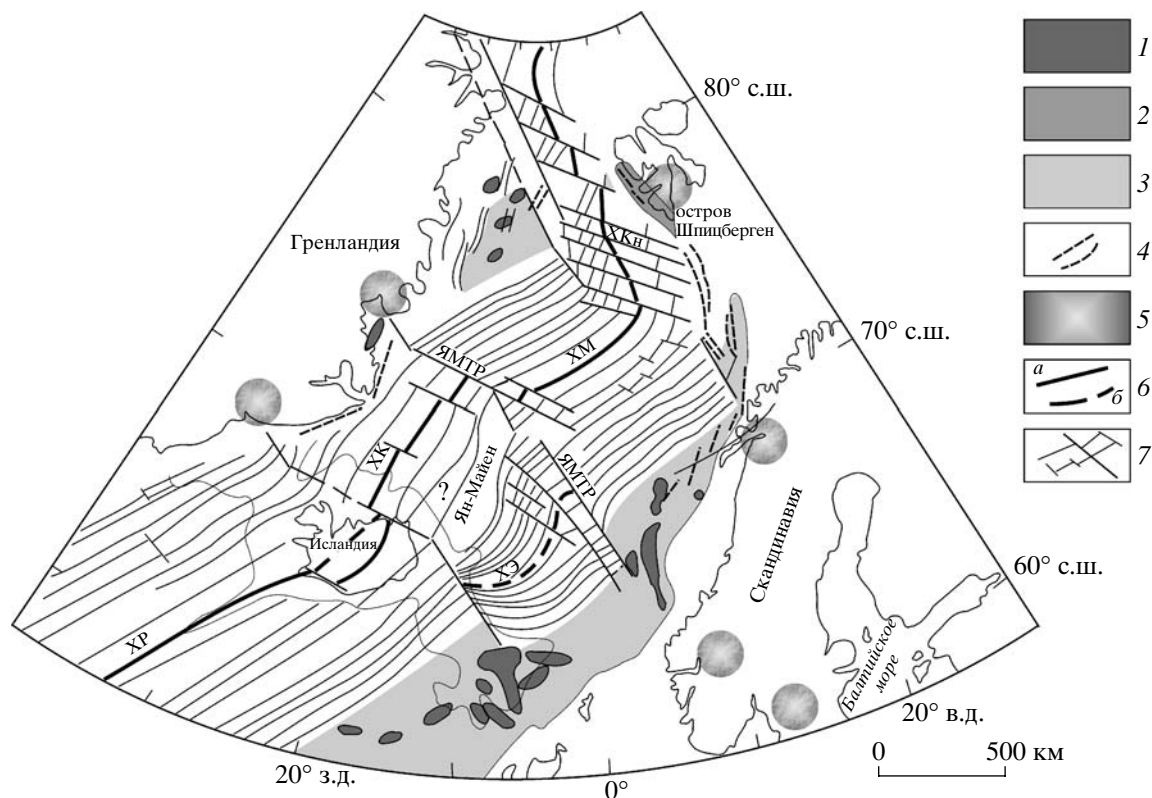 80° с.ш.
остров
Шпицберген
Гренландия
ХКн
70° с.ш.
ХМ
ЯМТР
ХК
?
Ян-Майен
ЯМТР
Исландия
ХЭ
Скандинавия
60° с.ш.
ХР
Балтийское
море
20° в.д.
20° з.д.
0°
0 500 км
1
2
3
4
5
а
б
6
7